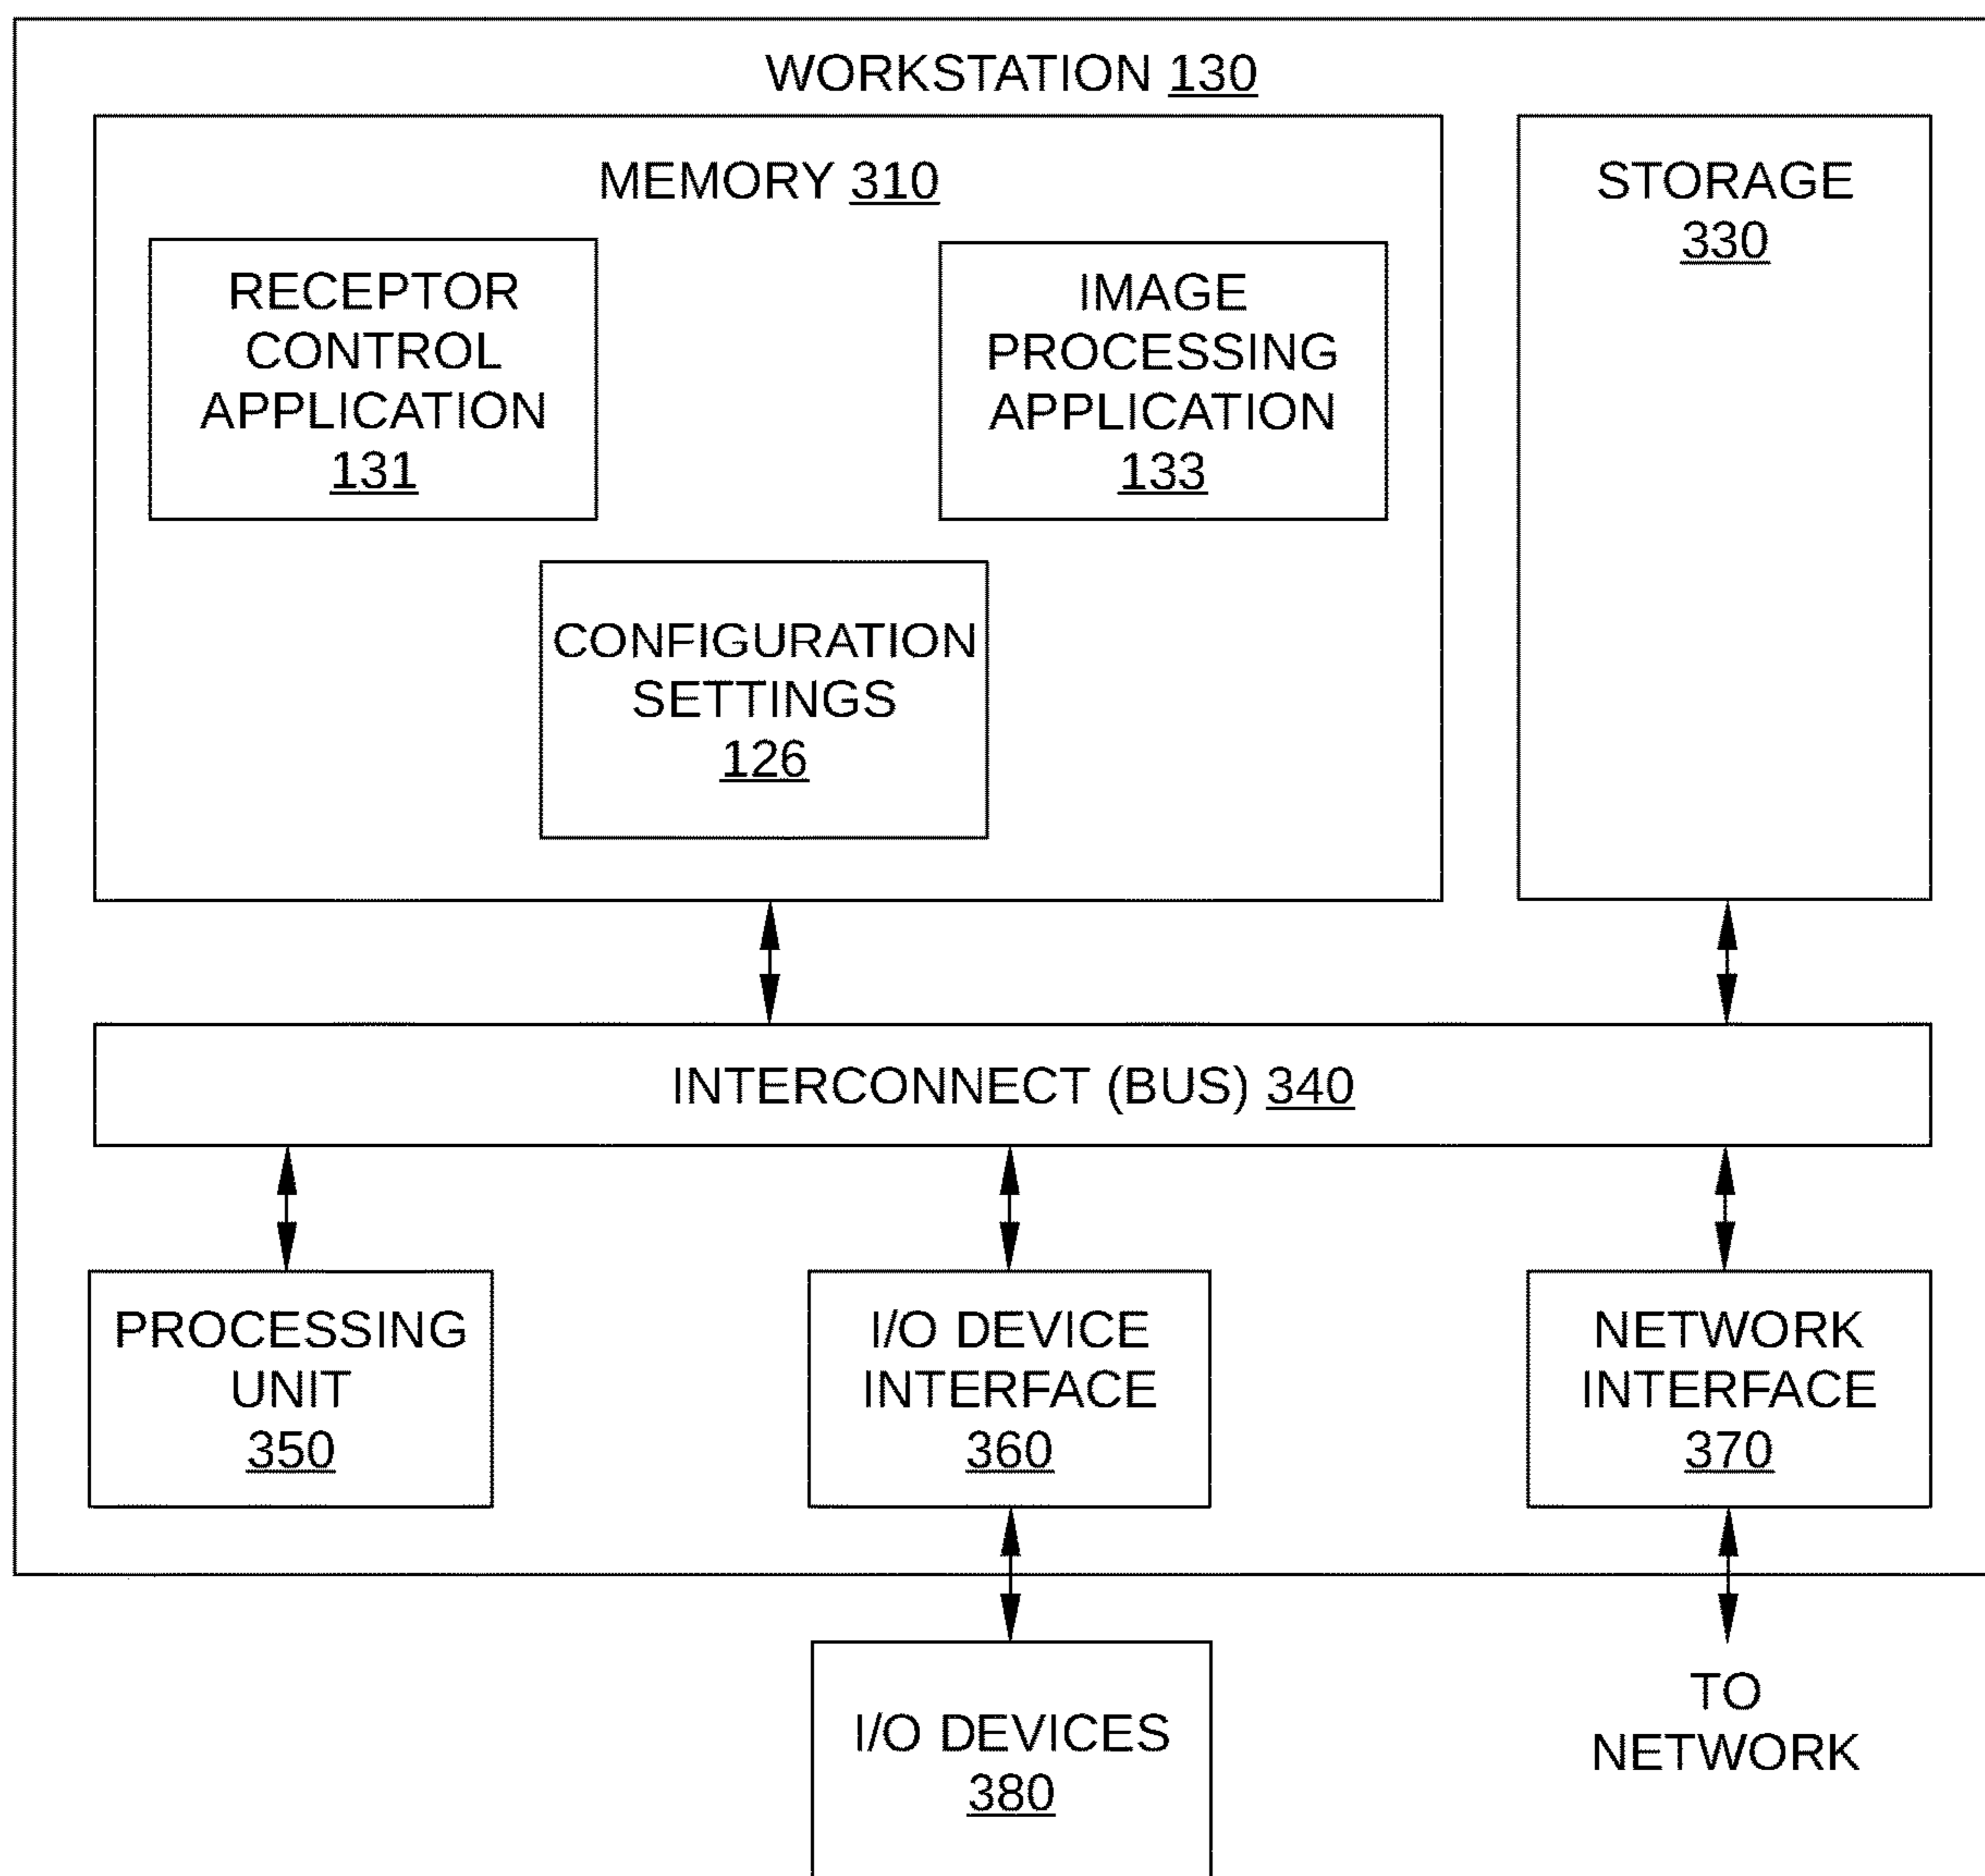 WORKSTATION 130
MEMORY 310
STORAGE
330
RECEPTOR
CONTROL
APPLICATION
131
IMAGE
PROCESSING
APPLICATION
133
CONFIGURATION
SETTINGS
126
INTERCONNECT (BUS) 340
PROCESSING
UNIT
350
I/O DEVICE
INTERFACE
360
NETWORK
INTERFACE
370
I/O DEVICES
380
TO
NETWORK